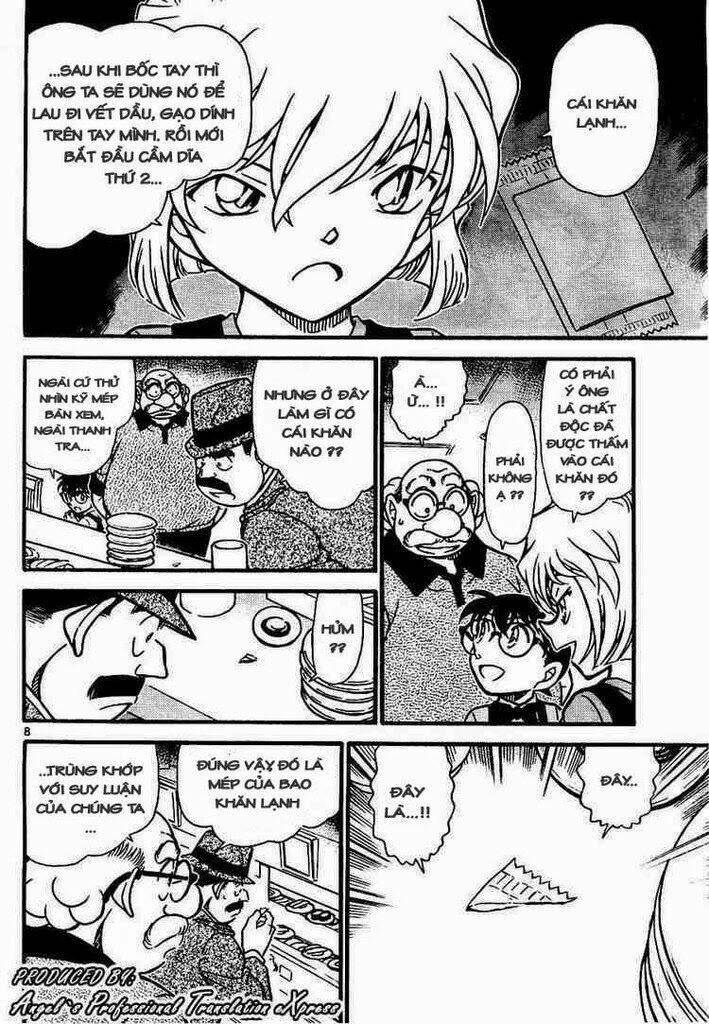 CÁI KHĂN
LẠNH...
...SAU KHI BỐC TAY THÌ
ÔNG TA SẼ DÙNG NÓ ĐỂ
LAU ĐI VẾT DẦU, GẠO DÍNH
TRÊN TAY MÌNH. RỒI MỚI
BẮT ĐẦU CẦM DĨA
THỨ 2...
CÓ PHẢI
Ý ÔNG
LÀ CHẤT
ĐỘC ĐÃ
ĐƯỢC THẤM
VÀO CÁI
KHĂN ĐÓ
??
PHẢI
KHÔNG
Ạ ??
À...
Ừ... !!
NHƯNG Ở ĐÂY
LÀM GÌ CÓ
CÁI KHĂN
NÀO ??
NGÀI CỨ THỬ
NHÌN KỸ MÉP
BÀN XEM,
NGÀI THANH
TRA...
HỬM
??
8
ĐÂY...
ĐÂY
LÀ...!!
ĐÚNG VẬY, ĐÓ LÀ
MÉP CỦA BAO
KHĂN LẠNH
...TRÙNG KHỚP
VỚI SUY LUẬN
CỦA CHÚNG TA
...
PRODUCED BY:
Angel's Professional Translation eXpress